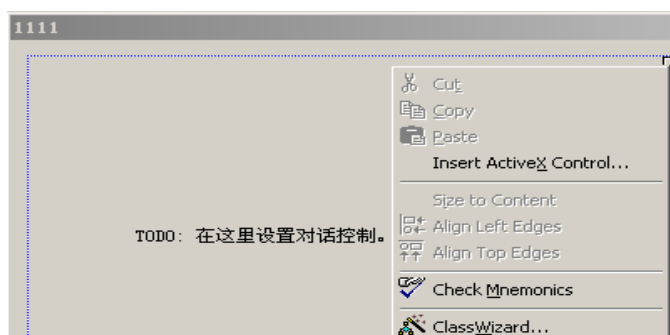 1111
Cut
Copy
Paste
Insert ActiveX Control...
Size to Content
TODO: 在这里设置对话控制。
Align Left Edges
Align Top Edges
Check Mnemonics
ClassWizard...